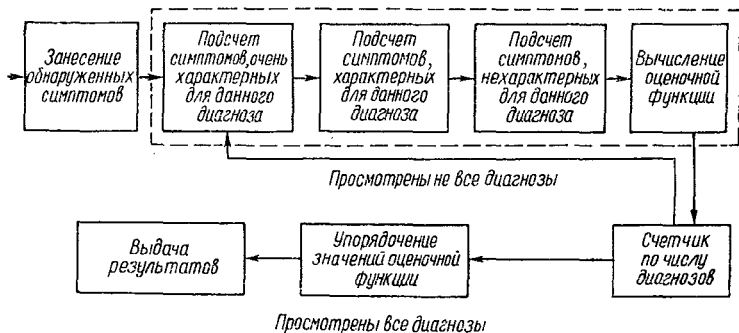 Занесение
обнаруженных
симптомов
Подсчет
симптомов, очень
характерных
для данного
диагноза
Подсчет
симптомов,
характерных
для данного
диагноза
Подсчет
симптомов,
нехарактерных
для данного
диагноза
Вычисление
оценочной
функции
Просмотрены не все диагнозы
Выдача
результатов
Упорядочение
значений оценочной
функции
Счетчик
по числу
диагнозов
Просмотрены все диагнозы